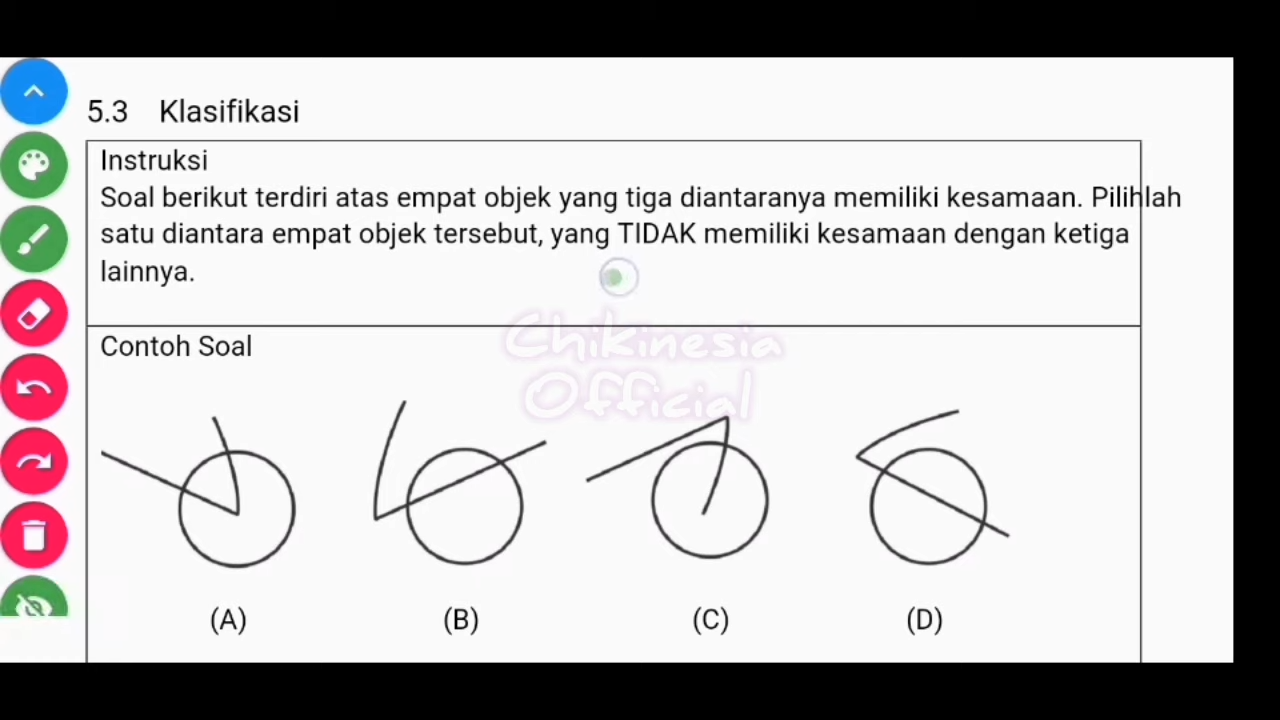 5.3 Klasifikasi
Instruksi
Soal berikut terdiri atas empat objek yang tiga diantaranya memiliki kesamaan. Pilihlah
satu diantara empat objek tersebut, yang TIDAK memiliki kesamaan dengan ketiga
lainnya.
Chikinesia
Official
Contoh Soal
(A) (B) (C) (D)